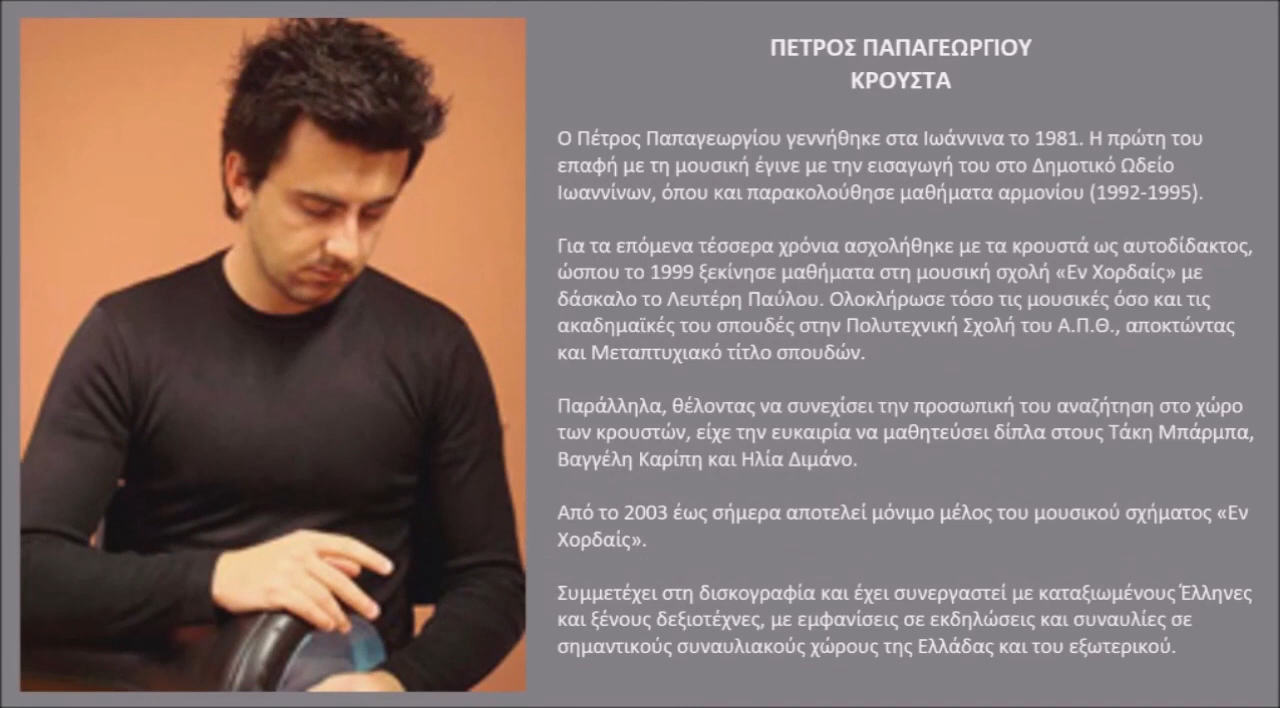 ΠΕΤΡΟΣ ΠΑΠΑΓΕΩΡΓΙΟΥ
ΚΡΟΥΣΤΑ
Ο Πέτρος Παπαγεωργίου γεννήθηκε στα Ιωάννινα το 1981. Η πρώτη του
επαφή με τη μουσική έγινε με την εισαγωγή του στο Δημοτικό Ωδείο
Ιωαννίνων, όπου και παρακολούθησε μαθήματα αρμονίου (1992-1995).
Για τα επόμενα τέσσερα χρόνια ασχολήθηκε με τα κρουστά ως αυτοδίδακτος,
ώσπου το 1999 ξεκίνησε μαθήματα στη μουσική σχολή «Εν Χορδαίς» με
δάσκαλο το Λευτέρη Παύλου. Ολοκλήρωσε τόσο τις μουσικές όσο και τις
ακαδημαϊκές του σπουδές στην Πολυτεχνική Σχολή του Α.Π.Θ., αποκτώντας
και Μεταπτυχιακό τίτλο σπουδών.
Παράλληλα, θέλοντας να συνεχίσει την προσωπική του αναζήτηση στο χώρο
των κρουστών, είχε την ευκαιρία να μαθητεύσει δίπλα στους Τάκη Μπάρμπα,
Βαγγέλη Καρίπη και Ηλία Διμάνο.
Από το 2003 έως σήμερα αποτελεί μόνιμο μέλος του μουσικού σχήματος «Εν
Χορδαίς».
Συμμετέχει στη δισκογραφία και έχει συνεργαστεί με καταξιωμένους Έλληνες
και ξένους δεξιοτέχνες, με εμφανίσεις σε εκδηλώσεις και συναυλίες σε
σημαντικούς συναυλιακούς χώρους της Ελλάδας και του εξωτερικού.